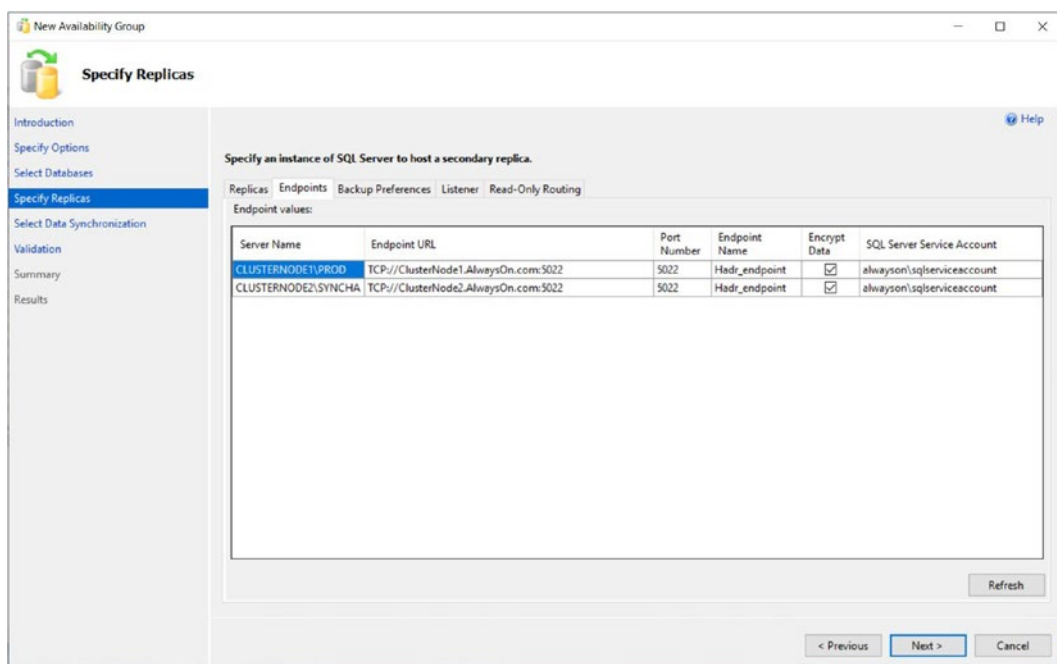 New Availability Group
Specify Replicas
Introduction
Specify Options
Select Databases
Specify Replicas
Select Data Synchronization
Validation
Summary
Results
Help
Specify an instance of SQL Server to host a secondary replica.
Replicas Endpoints Backup Preferences Listener Read-Only Routing
Endpoint values:
Server Name Endpoint URL Port Number Endpoint Name Encrypt Data SQL Server Service Account
CLUSTERNODE1\PROD TCP://ClusterNode1.AlwaysOn.com:5022 5022 Hadr_endpoint alwayson\sqlserviceaccount
CLUSTERNODE2\SYNCHA TCP://ClusterNode2.AlwaysOn.com:5022 5022 Hadr_endpoint alwayson\sqlserviceaccount
Refresh
< Previous Next > Cancel